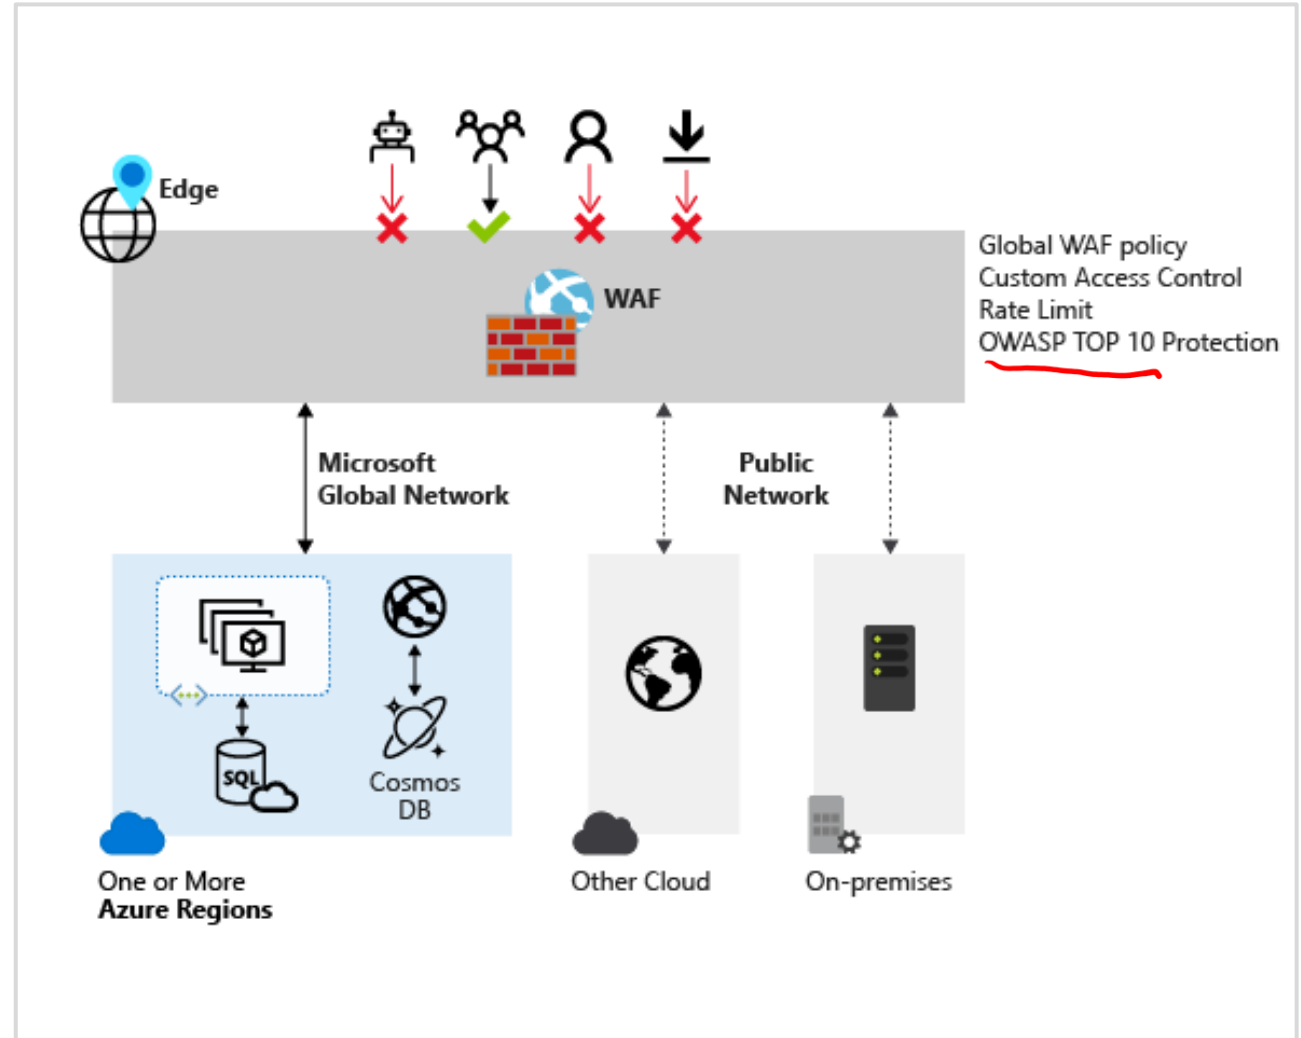 Edge
WAF
Global WAF policy
Custom Access Control
Rate Limit
OWASP TOP 10 Protection
Microsoft
Global Network
Public
Network
SQL
Cosmos
DB
One or More
Azure Regions
Other Cloud
On-premises